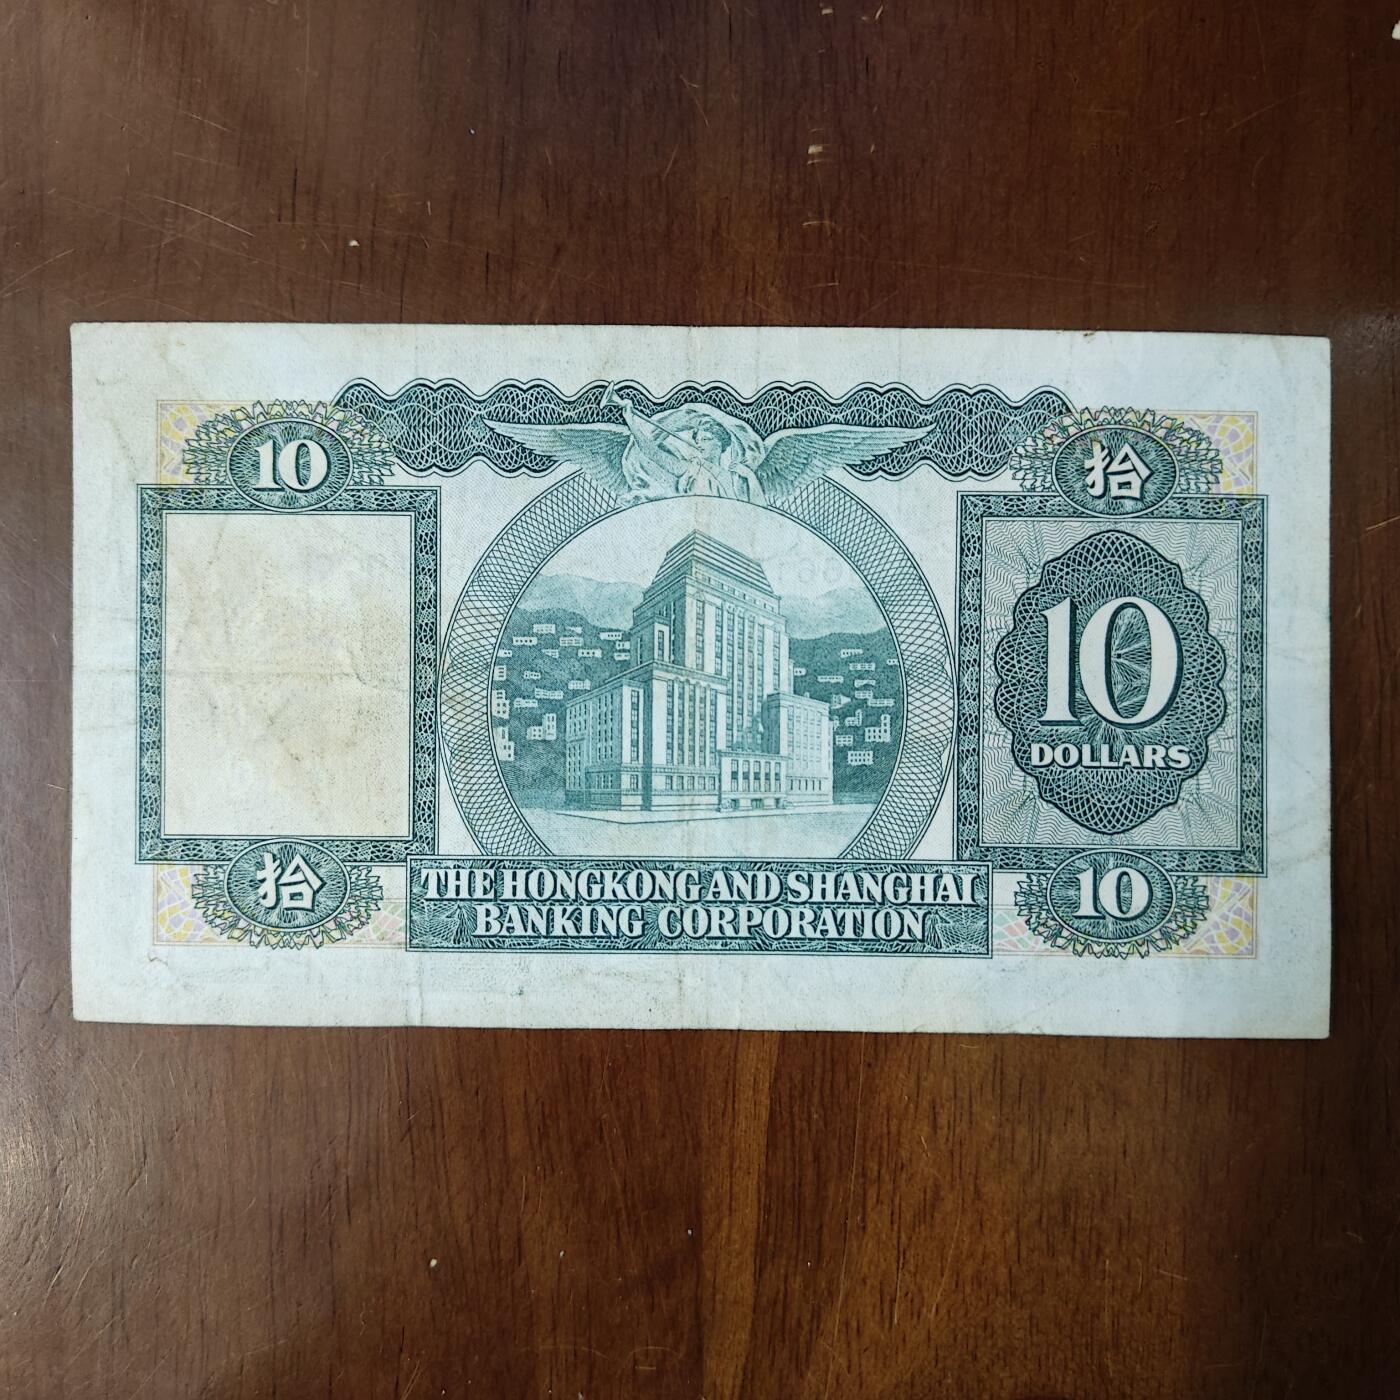 10
拾
10
DOLLARS
拾
THE HONGKONG AND SHANGHAI
BANKING CORPORATION
10